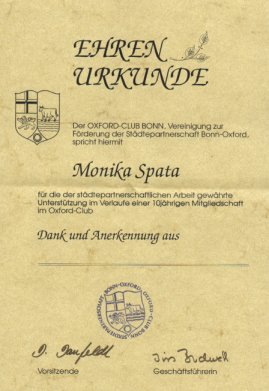 EHREN
URKUNDE
Der OXFORD-CLUB BONN, Vereinigung zur
Förderung der Städtepartnerschaft Bonn-Oxford,
spricht hiermit
Monika Spata
für die der städtepartnerschaftlichen Arbeit gewährte
Unterstützung im Verlaufe einer 10jährigen Mitgliedschaft
im Oxford-Club
Dank und Anerkennung aus
Vorsitzende
Geschäftsführerin